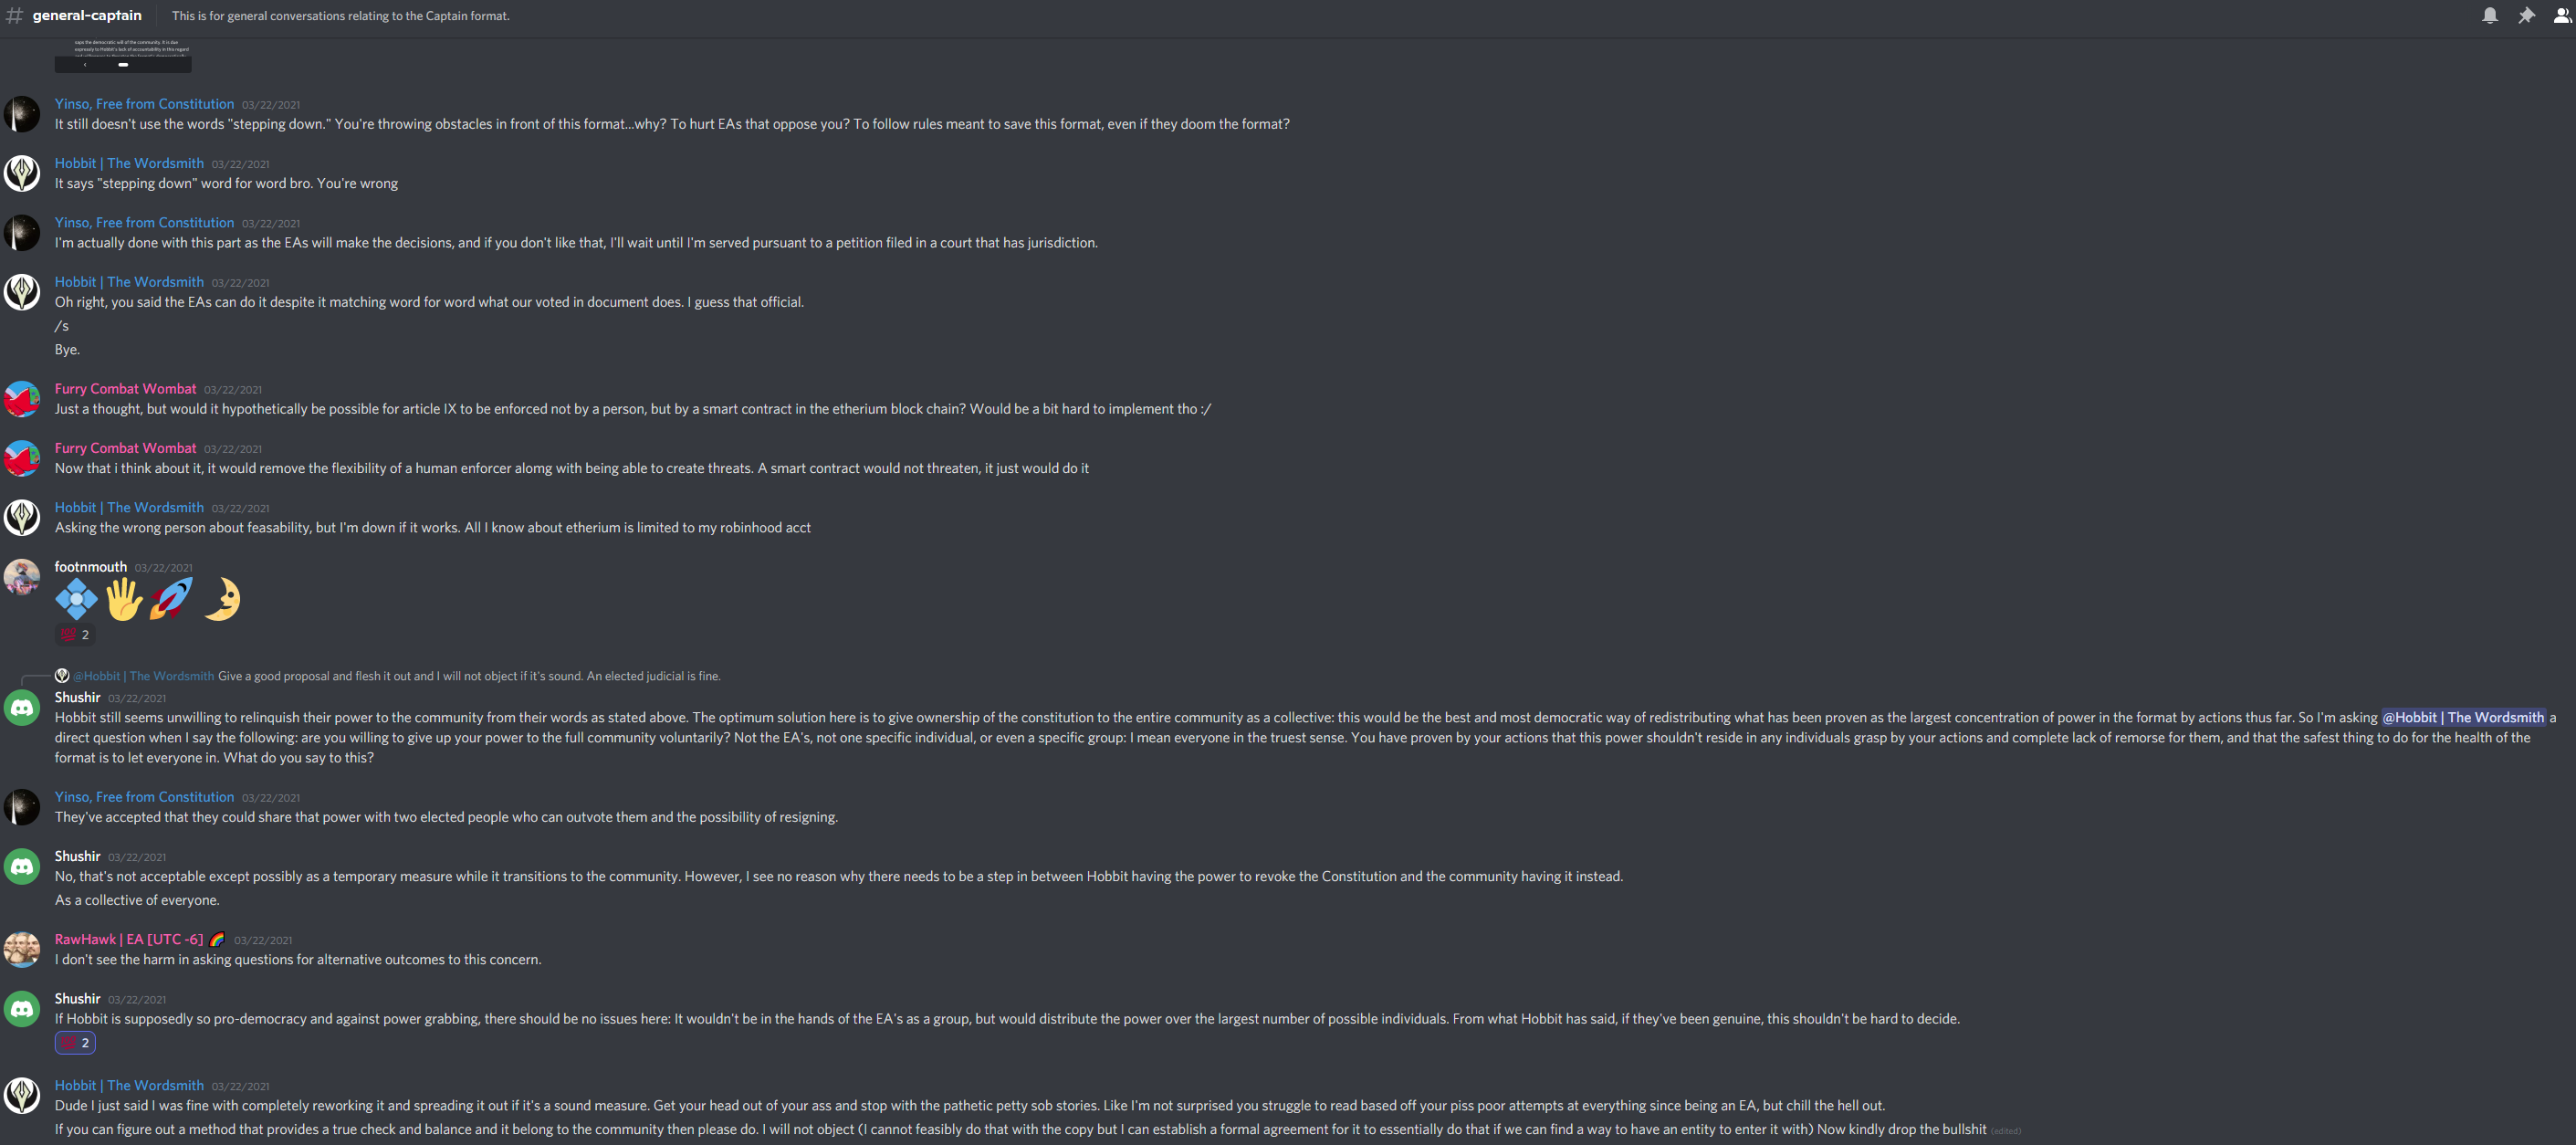 # general-captain This is for general conversations relating to the Captain format.
saps the democratic will of the community. It is due
expressly to Hobbit's lack of accountability in this regard
Yinso, Free from Constitution 03/22/2021
It still doesn't use the words "stepping down." You're throwing obstacles in front of this format...why? To hurt EAs that oppose you? To follow rules meant to save this format, even if they doom the format?
Hobbit | The Wordsmith 03/22/2021
It says "stepping down" word for word bro. You're wrong
Yinso, Free from Constitution 03/22/2021
I'm actually done with this part as the EAs will make the decisions, and if you don't like that, I'll wait until I'm served pursuant to a petition filed in a court that has jurisdiction.
Hobbit | The Wordsmith 03/22/2021
Oh right, you said the EAs can do it despite it matching word for word what our voted in document does. I guess that official.
/s
Bye.
Furry Combat Wombat 03/22/2021
Just a thought, but would it hypothetically be possible for article IX to be enforced not by a person, but by a smart contract in the etherium block chain? Would be a bit hard to implement tho :/
Furry Combat Wombat 03/22/2021
Now that i think about it, it would remove the flexibility of a human enforcer alomg with being able to create threats. A smart contract would not threaten, it just would do it
Hobbit | The Wordsmith 03/22/2021
Asking the wrong person about feasability, but I'm down if it works. All I know about etherium is limited to my robinhood acct
footnmouth 03/22/2021
2
@Hobbit | The Wordsmith Give a good proposal and flesh it out and I will not object if it's sound. An elected judicial is fine.
Shushir 03/22/2021
Hobbit still seems unwilling to relinquish their power to the community from their words as stated above. The optimum solution here is to give ownership of the constitution to the entire community as a collective: this would be the best and most democratic way of redistributing what has been proven as the largest concentration of power in the format by actions thus far. So I'm asking @Hobbit | The Wordsmith a
direct question when I say the following: are you willing to give up your power to the full community voluntarily? Not the EA's, not one specific individual, or even a specific group: I mean everyone in the truest sense. You have proven by your actions that this power shouldn't reside in any individuals grasp by your actions and complete lack of remorse for them, and that the safest thing to do for the health of the
format is to let everyone in. What do you say to this?
Yinso, Free from Constitution 03/22/2021
They've accepted that they could share that power with two elected people who can outvote them and the possibility of resigning.
Shushir 03/22/2021
No, that's not acceptable except possibly as a temporary measure while it transitions to the community. However, I see no reason why there needs to be a step in between Hobbit having the power to revoke the Constitution and the community having it instead.
As a collective of everyone.
RawHawk | EA [UTC -6] 03/22/2021
I don't see the harm in asking questions for alternative outcomes to this concern.
Shushir 03/22/2021
If Hobbit is supposedly so pro-democracy and against power grabbing, there should be no issues here: It wouldn't be in the hands of the EA's as a group, but would distribute the power over the largest number of possible individuals. From what Hobbit has said, if they've been genuine, this shouldn't be hard to decide.
2
Hobbit | The Wordsmith 03/22/2021
Dude I just said I was fine with completely reworking it and spreading it out if it's a sound measure. Get your head out of your ass and stop with the pathetic petty sob stories. Like I'm not surprised you struggle to read based off your piss poor attempts at everything since being an EA, but chill the hell out.
If you can figure out a method that provides a true check and balance and it belong to the community then please do. I will not object (I cannot feasibly do that with the copy but I can establish a formal agreement for it to essentially do that if we can find a way to have an entity to enter it with) Now kindly drop the bullshit (edited)